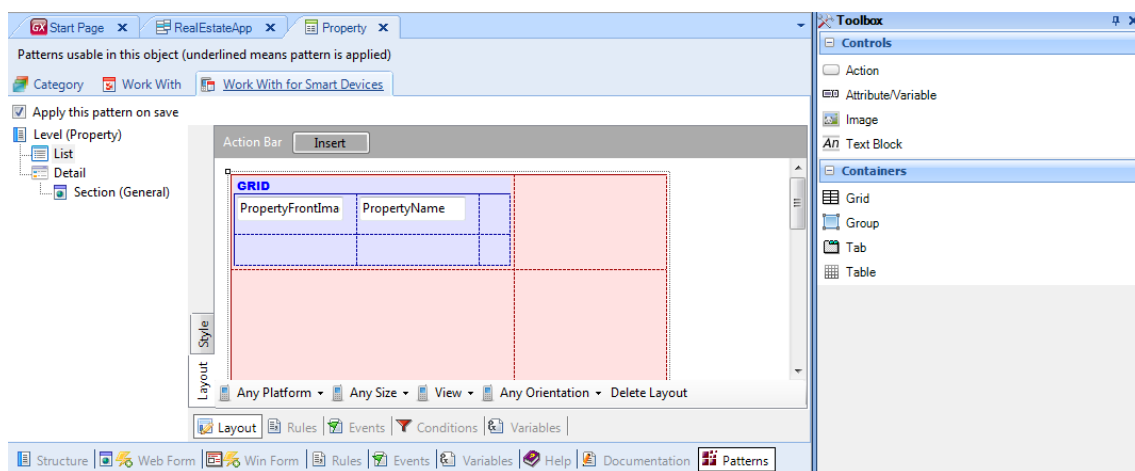 GX Start Page X RealEstateApp X Property X
Patterns usable in this object (underlined means pattern is applied)
Category Work With Work With for Smart Devices
Apply this pattern on save
Level (Property)
List
Detail
Section (General)
Action Bar Insert
GRID
PropertyFrontIma PropertyName
Style
Layout
Any Platform Any Size View Any Orientation Delete Layout
Layout Rules Events Conditions Variables
Structure Web Form Win Form Rules Events Variables Help Documentation Patterns
Toolbox
Controls
Action
Attribute/Variable
Image
An Text Block
Containers
Grid
Group
Tab
Table